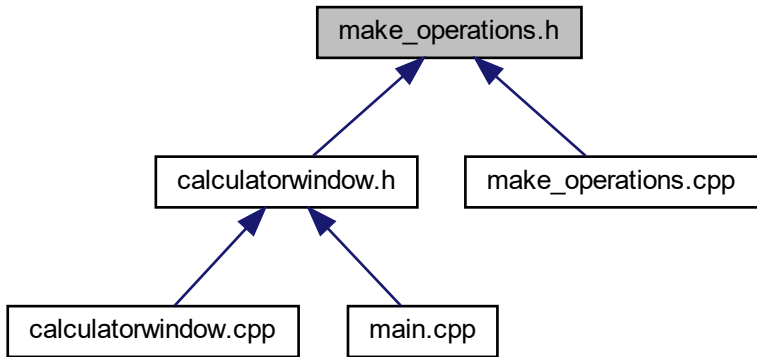 make_operations.h
calculatorwindow.h
make_operations.cpp
calculatorwindow.cpp
main.cpp